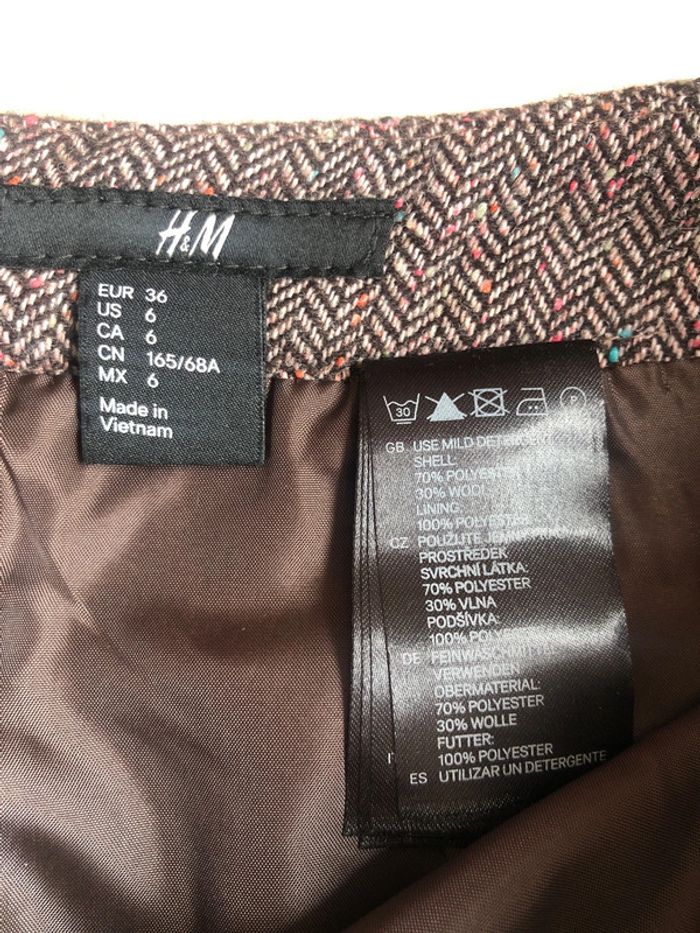 H&M
EUR 36
US 6
CA 6
CN 165/68A
MX 6
Made in
Vietnam
30
P
GB USE MILD DETERGENT
SHELL:
70% POLYESTER
30% WOOL
LINING:
100% POLYESTER
CZ POUŽIJTE JEMNÝ
PROSTŘEDEK
SVRCHNÍ LÁTKA:
70% POLYESTER
30% VLNA
PODŠÍVKA:
100% POLYESTER
DE FEINWASCHMITTEL
VERWENDEN
OBERMATERIAL:
70% POLYESTER
30% WOLLE
FUTTER:
100% POLYESTER
ES UTILIZAR UN DETERGENTE